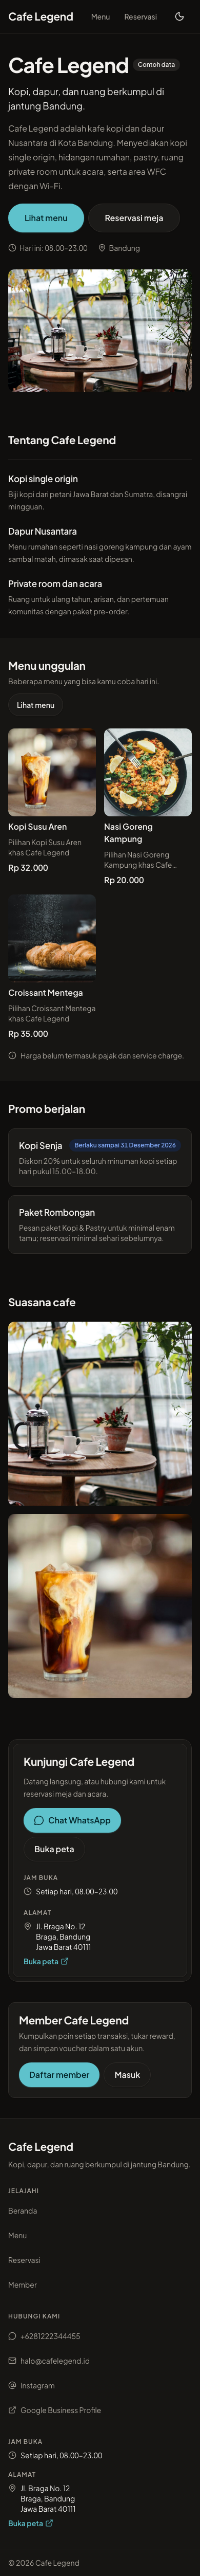 Cafe Legend
Menu
Reservasi
Cafe Legend
Contoh data
Kopi, dapur, dan ruang berkumpul di
jantung Bandung.
Cafe Legend adalah kafe kopi dan dapur
Nusantara di Kota Bandung. Menyediakan kopi
single origin, hidangan rumahan, pastry, ruang
private room untuk acara, serta area WFC
dengan Wi-Fi.
Lihat menu
Reservasi meja
Hari ini: 08.00–23.00
Bandung
Tentang Cafe Legend
Kopi single origin
Biji kopi dari petani Jawa Barat dan Sumatra, disangrai
mingguan.
Dapur Nusantara
Menu rumahan seperti nasi goreng kampung dan ayam
sambal matah, dimasak saat dipesan.
Private room dan acara
Ruang untuk ulang tahun, arisan, dan pertemuan
komunitas dengan paket pre-order.
Menu unggulan
Beberapa menu yang bisa kamu coba hari ini.
Lihat menu
Kopi Susu Aren
Pilihan Kopi Susu Aren
khas Cafe Legend
Rp 32.000
Nasi Goreng
Kampung
Pilihan Nasi Goreng
Kampung khas Cafe…
Rp 20.000
Croissant Mentega
Pilihan Croissant Mentega
khas Cafe Legend
Rp 35.000
Harga belum termasuk pajak dan service charge.
Promo berjalan
Kopi Senja
Berlaku sampai 31 Desember 2026
Diskon 20% untuk seluruh minuman kopi setiap
hari pukul 15.00–18.00.
Paket Rombongan
Pesan paket Kopi & Pastry untuk minimal enam
tamu; reservasi minimal sehari sebelumnya.
Suasana cafe
Kunjungi Cafe Legend
Datang langsung, atau hubungi kami untuk
reservasi meja dan acara.
Chat WhatsApp
Buka peta
JAM BUKA
Setiap hari, 08.00–23.00
ALAMAT
Jl. Braga No. 12
Braga, Bandung
Jawa Barat 40111
Buka peta
Member Cafe Legend
Kumpulkan poin setiap transaksi, tukar reward,
dan simpan voucher dalam satu akun.
Daftar member
Masuk
Cafe Legend
Kopi, dapur, dan ruang berkumpul di jantung Bandung.
JELAJAHI
Beranda
Menu
Reservasi
Member
HUBUNGI KAMI
+6281222344455
halo@cafelegend.id
Instagram
Google Business Profile
JAM BUKA
Setiap hari, 08.00–23.00
ALAMAT
Jl. Braga No. 12
Braga, Bandung
Jawa Barat 40111
Buka peta
© 2026 Cafe Legend